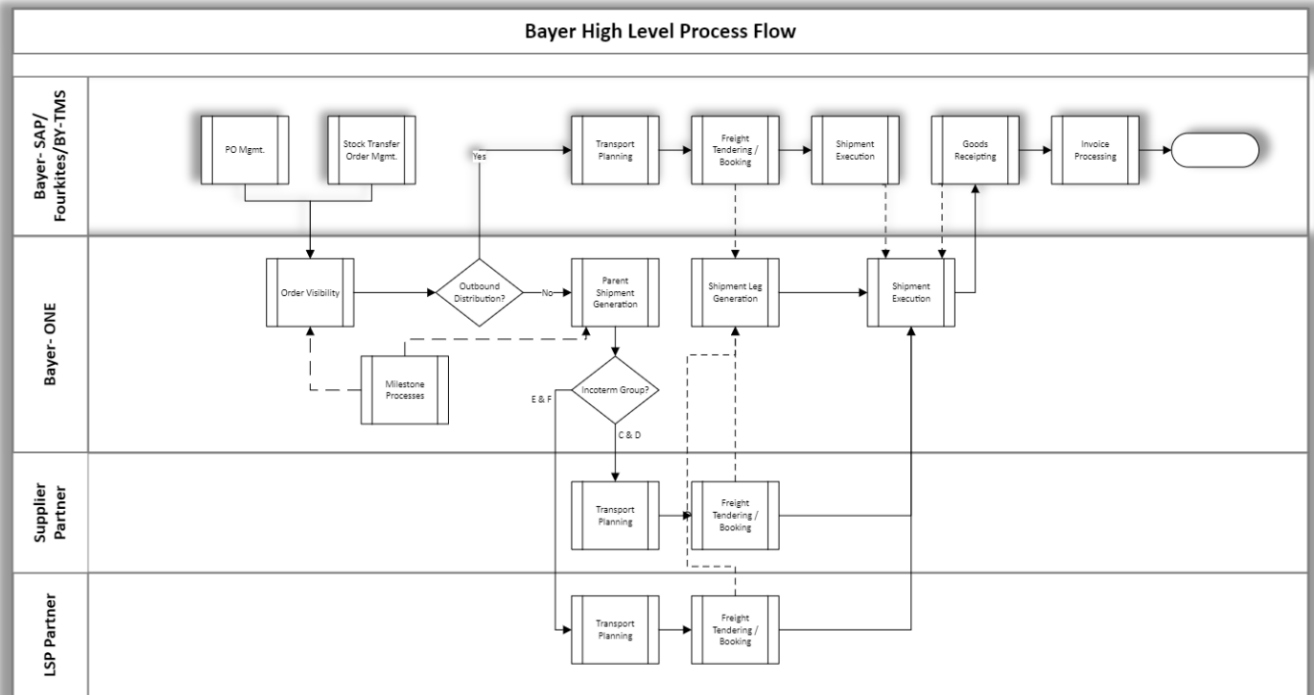 Bayer High Level Process Flow
Bayer- SAP/
Fourkites/BY-TMS
PO Mgmt.
Stock Transfer
Order Mgmt.
Yes
Transport
Planning
Freight
Tendering /
Booking
Shipment
Execution
Goods
Receipting
Invoice
Processing
Bayer- ONE
Order Visibility
Outbound
Distribution?
No
Parent
Shipment
Generation
Shipment Leg
Generation
Shipment
Execution
Milestone
Processes
Incoterm Group?
E & F
C & D
Supplier
Partner
Transport
Planning
Freight
Tendering /
Booking
LSP Partner
Transport
Planning
Freight
Tendering /
Booking